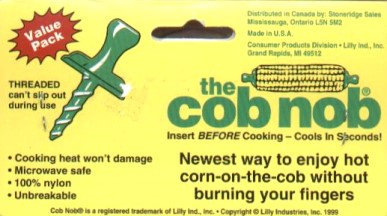 Value
Pack
Distributed in Canada by: Stoneridge Sales
Mississauga, Ontario L5N 5M2
Made in U.S.A.
Consumer Products Division • Lilly Ind., Inc.
Grand Rapids, MI 49512
THREADED
can't slip out
during use
the
cob nob®
Insert BEFORE Cooking – Cools In Seconds!
• Cooking heat won't damage
• Microwave safe
• 100% nylon
• Unbreakable
Newest way to enjoy hot
corn-on-the-cob without
burning your fingers
Cob Nob® is a registered trademark of Lilly Ind., Inc. • Copyright © Lilly Industries, Inc. 1999